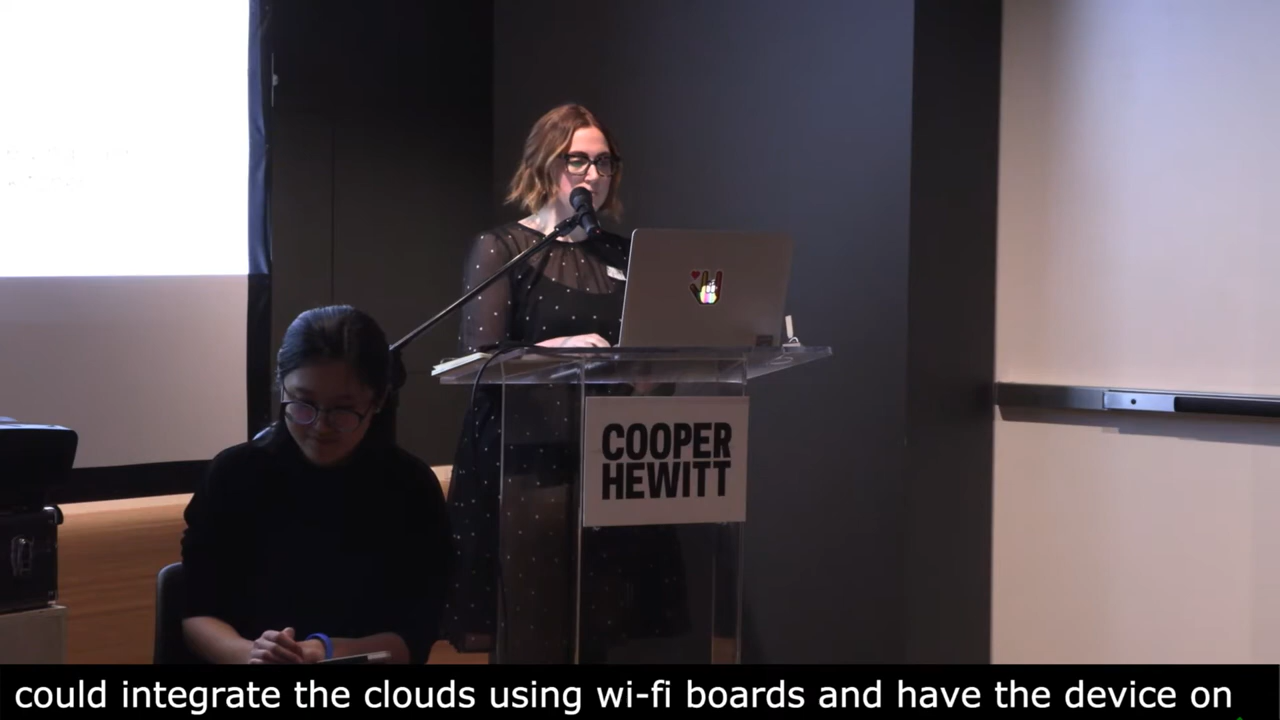 COOPER
HEWITT
could integrate the clouds using wi-fi boards and have the device on